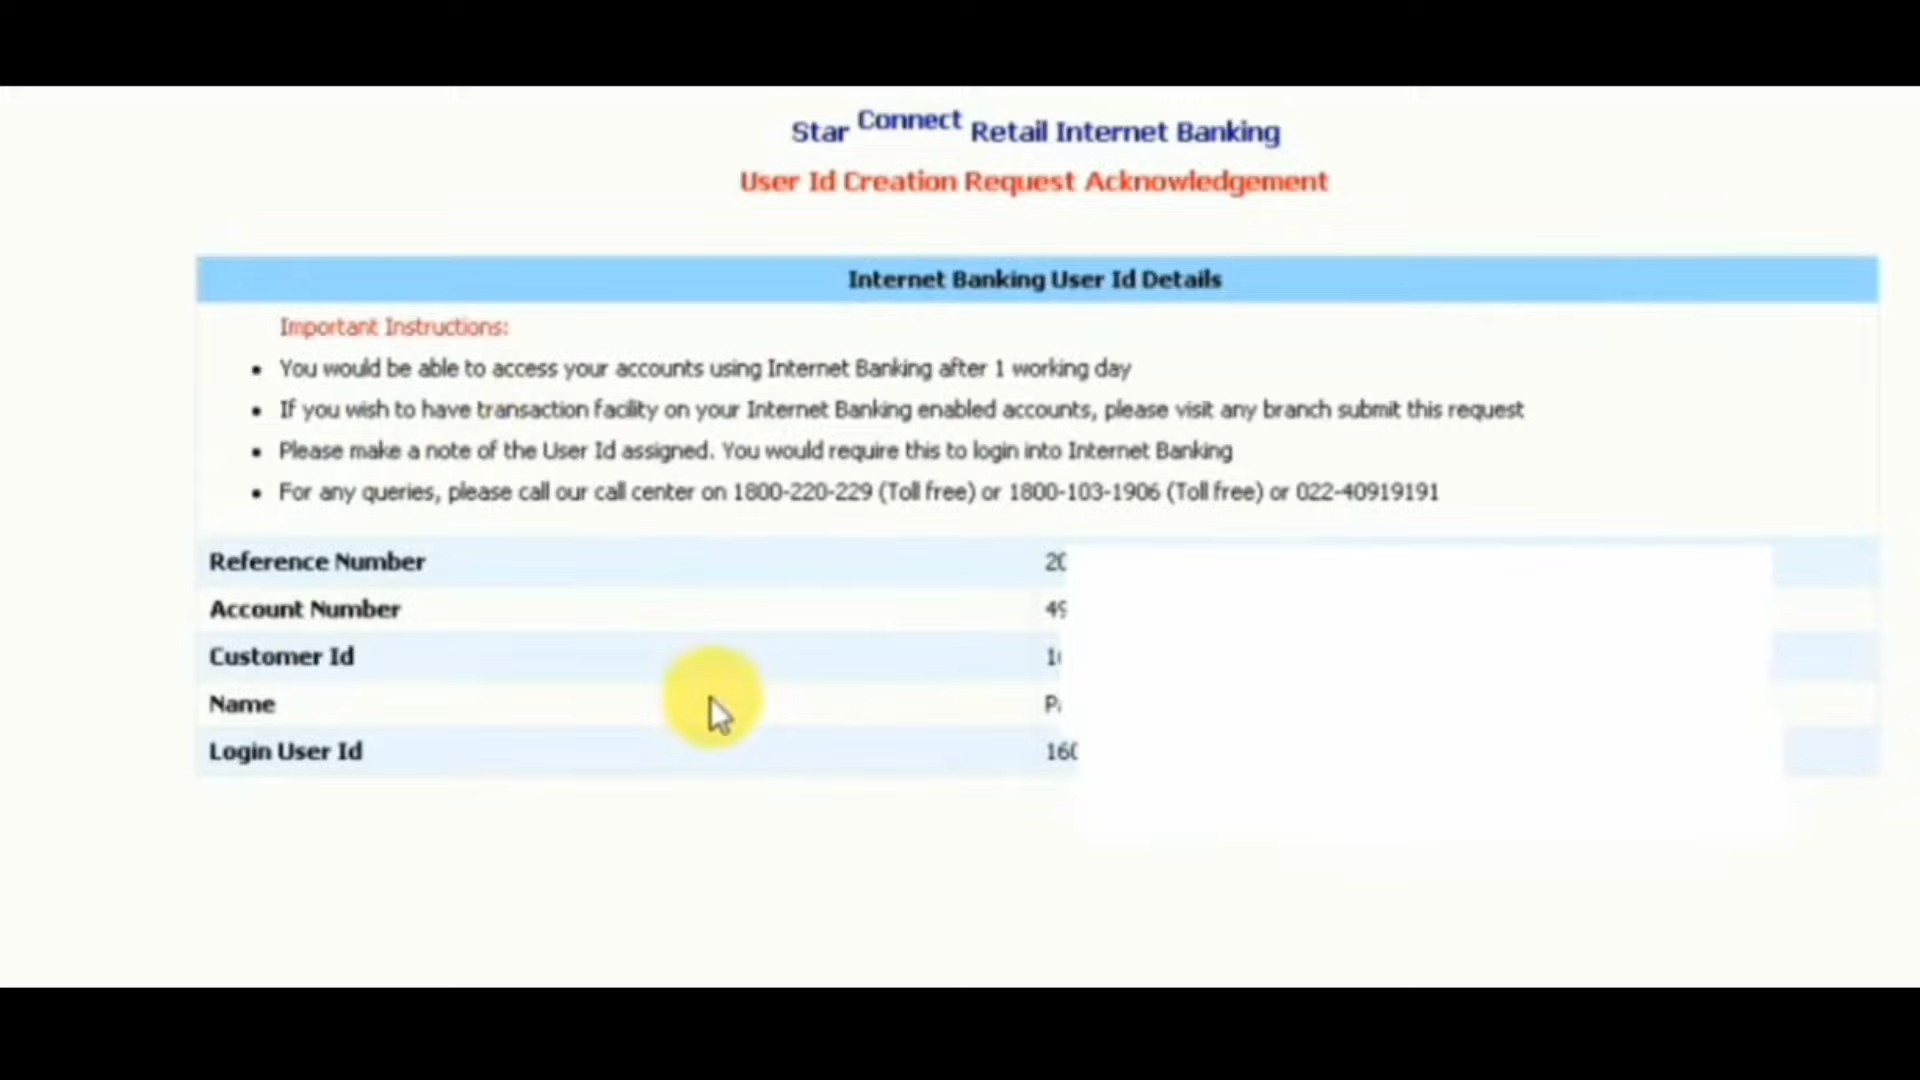 Star Connect Retail Internet Banking
User Id Creation Request Acknowledgement
Internet Banking User Id Details
Important Instructions:
• You would be able to access your accounts using Internet Banking after 1 working day
• If you wish to have transaction facility on your Internet Banking enabled accounts, please visit any branch submit this request
• Please make a note of the User Id assigned. You would require this to login into Internet Banking
• For any queries, please call our call center on 1800-220-229 (Toll free) or 1800-103-1906 (Toll free) or 022-40919191
Reference Number 20
Account Number 49
Customer Id
Name
Login User Id 160